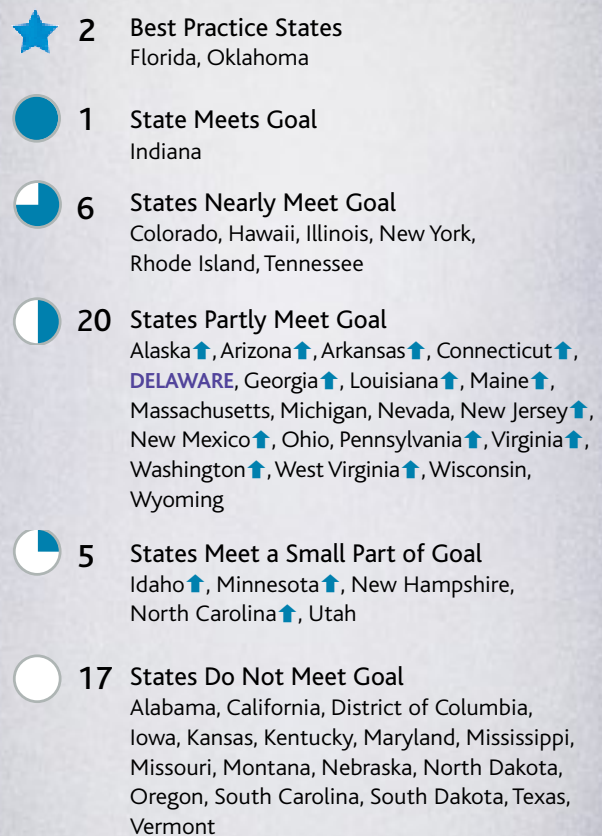 2 Best Practice States
Florida, Oklahoma
1 State Meets Goal
Indiana
6 States Nearly Meet Goal
Colorado, Hawaii, Illinois, New York,
Rhode Island, Tennessee
20 States Partly Meet Goal
Alaska⬆, Arizona⬆, Arkansas⬆, Connecticut⬆,
DELAWARE, Georgia⬆, Louisiana⬆, Maine⬆,
Massachusetts, Michigan, Nevada, New Jersey⬆,
New Mexico⬆, Ohio, Pennsylvania⬆, Virginia⬆,
Washington⬆, West Virginia⬆, Wisconsin,
Wyoming
5 States Meet a Small Part of Goal
Idaho⬆, Minnesota⬆, New Hampshire,
North Carolina⬆, Utah
17 States Do Not Meet Goal
Alabama, California, District of Columbia,
Iowa, Kansas, Kentucky, Maryland, Mississippi,
Missouri, Montana, Nebraska, North Dakota,
Oregon, South Carolina, South Dakota, Texas,
Vermont